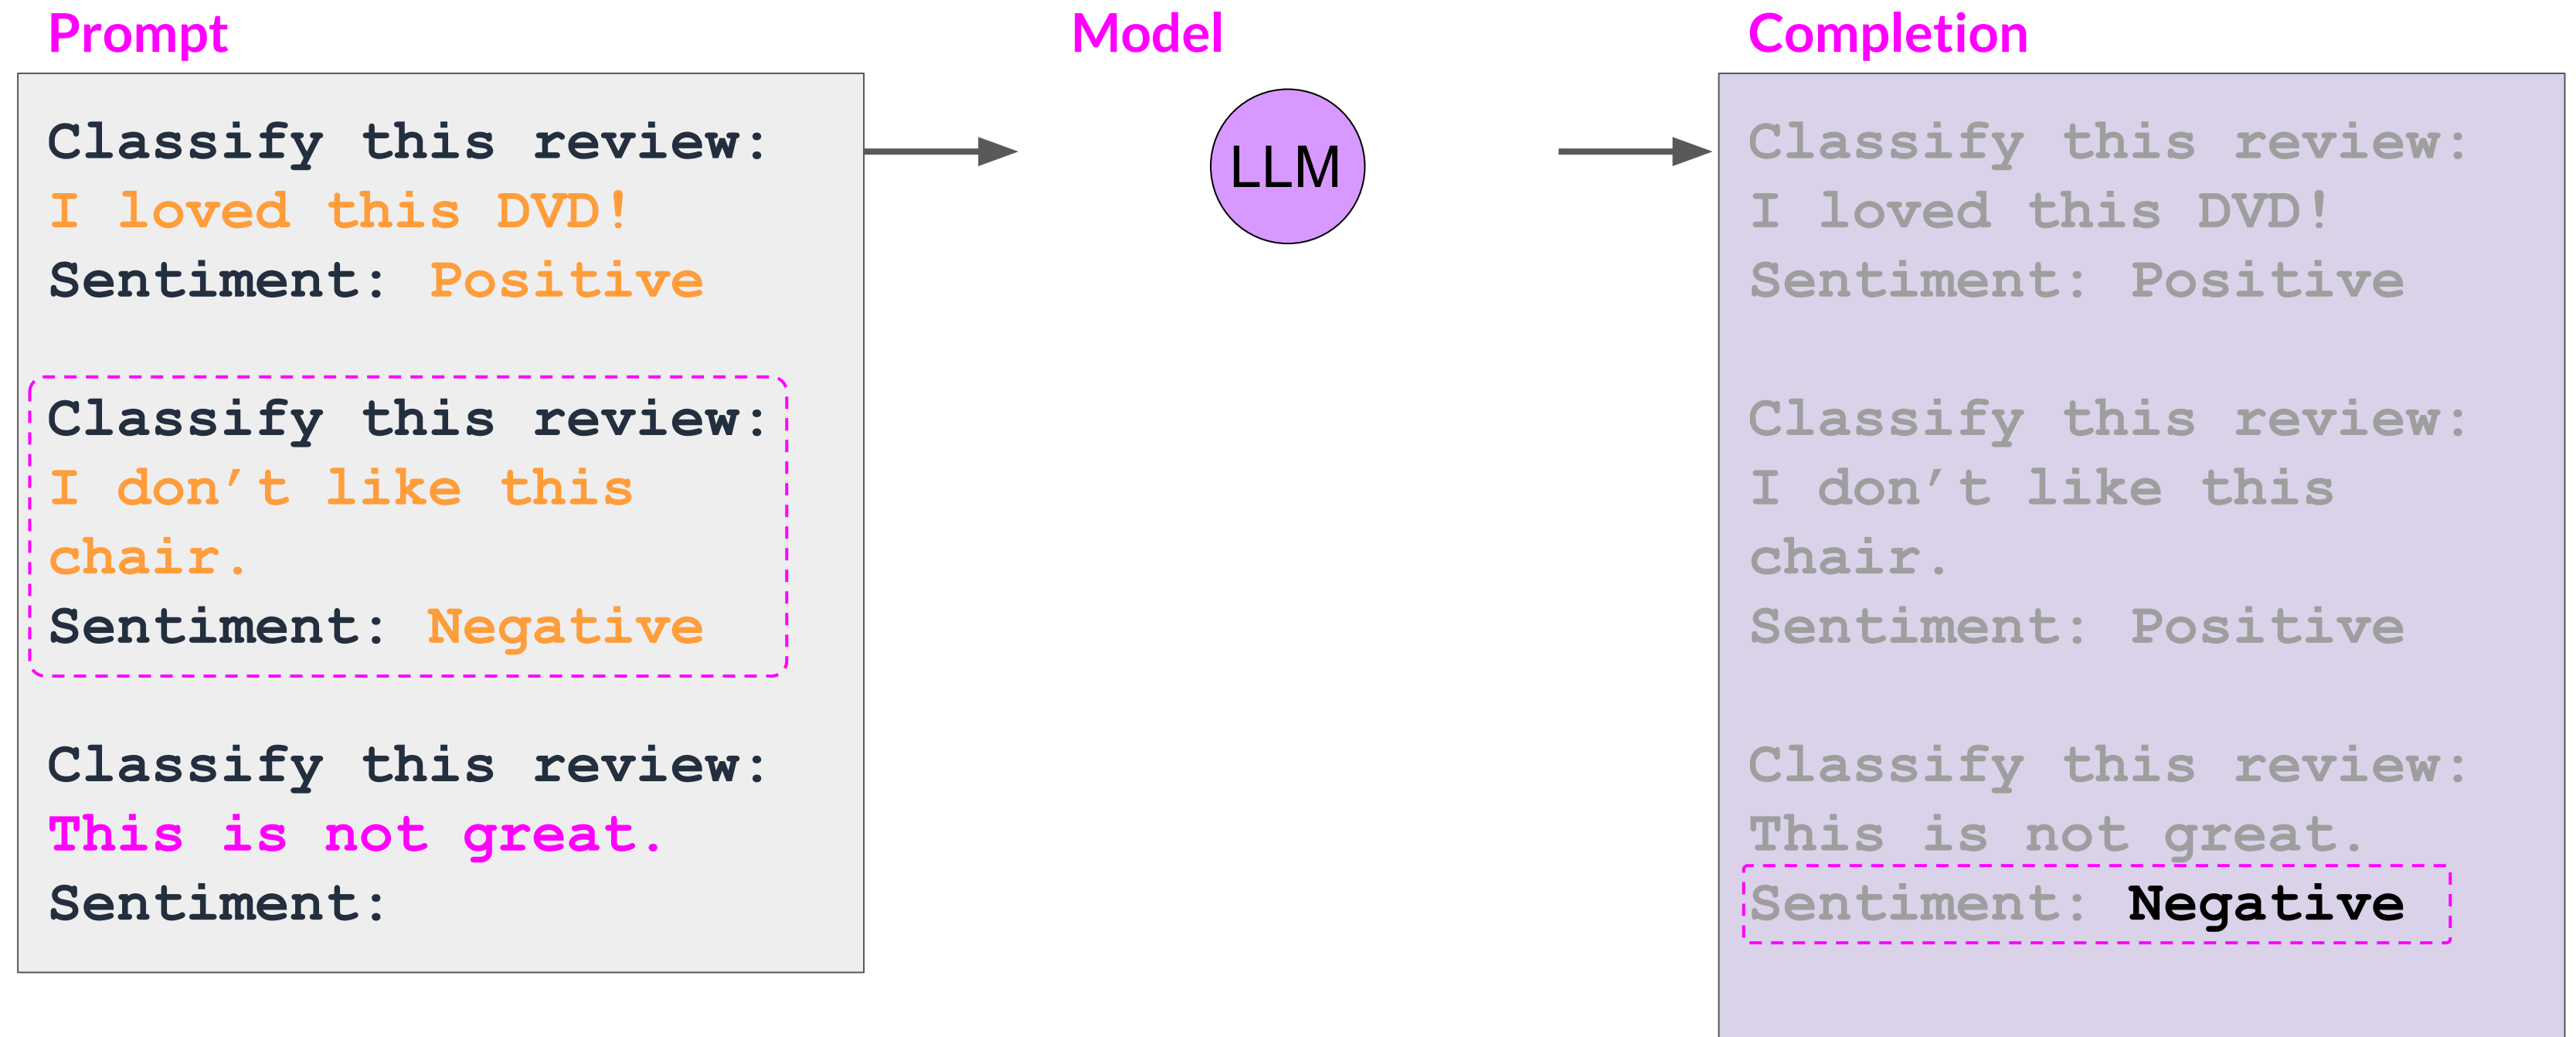 Prompt
Classify this review:
I loved this DVD!
Sentiment: Positive
Classify this review:
I don’t like this
chair.
Sentiment: Negative
Classify this review:
This is not great.
Sentiment:
Model
LLM
Completion
Classify this review:
I loved this DVD!
Sentiment: Positive
Classify this review:
I don’t like this
chair.
Sentiment: Positive
Classify this review:
This is not great.
Sentiment: Negative